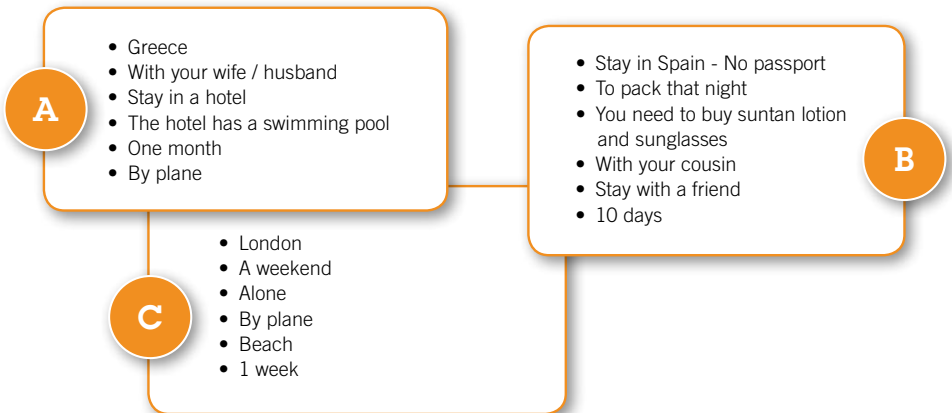 A
• Greece
• With your wife / husband
• Stay in a hotel
• The hotel has a swimming pool
• One month
• By plane
• Stay in Spain - No passport
• To pack that night
• You need to buy suntan lotion
and sunglasses
• With your cousin
• Stay with a friend
• 10 days
B
C
• London
• A weekend
• Alone
• By plane
• Beach
• 1 week